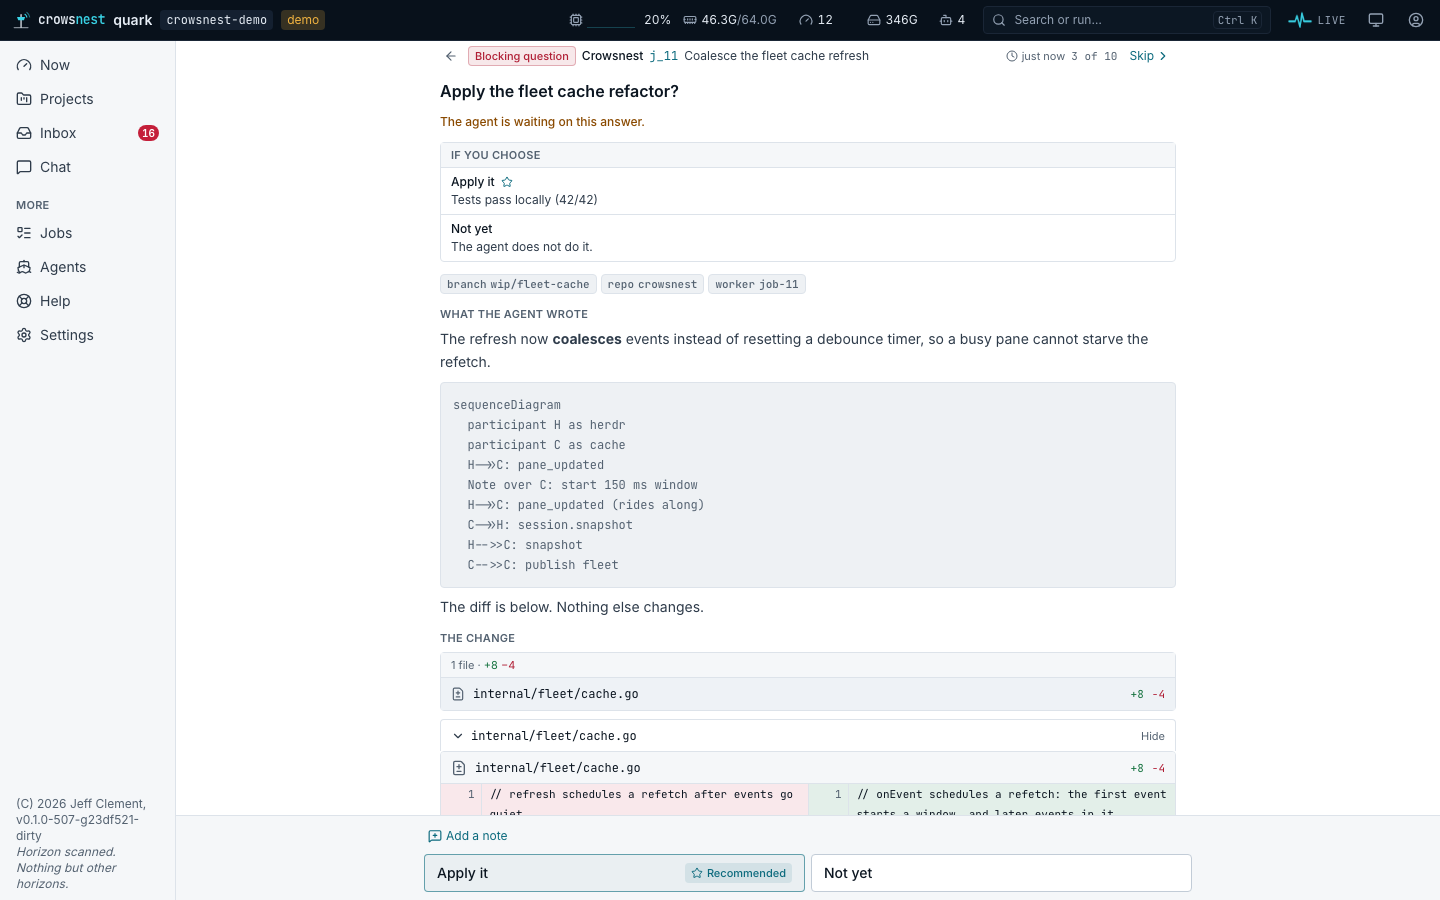 crowsnest quark crowsnest-demo demo 20% 46.3G/64.0G 12 346G 4 Search or run... Ctrl K LIVE
Now
Projects
Inbox 16
Chat
MORE
Jobs
Agents
Help
Settings
(C) 2026 Jeff Clement,
v0.1.0-507-g23df521-
dirty
Horizon scanned.
Nothing but other
horizons.
Blocking question Crowsnest j_11 Coalesce the fleet cache refresh just now 3 of 10 Skip
Apply the fleet cache refactor?
The agent is waiting on this answer.
IF YOU CHOOSE
Apply it
Tests pass locally (42/42)
Not yet
The agent does not do it.
branch wip/fleet-cache repo crowsnest worker job-11
WHAT THE AGENT WROTE
The refresh now coalesces events instead of resetting a debounce timer, so a busy pane cannot starve the
refetch.
sequenceDiagram
participant H as herdr
participant C as cache
H->>C: pane_updated
Note over C: start 150 ms window
H->>C: pane_updated (rides along)
C->>H: session.snapshot
H-->>C: snapshot
C-->>C: publish fleet
The diff is below. Nothing else changes.
THE CHANGE
1 file · +8 −4
internal/fleet/cache.go +8 −4
internal/fleet/cache.go Hide
internal/fleet/cache.go +8 −4
1 // refresh schedules a refetch after events go
quiet
1 // onEvent schedules a refetch: the first event
starts a window, and later events in it
Add a note
Apply it Recommended
Not yet